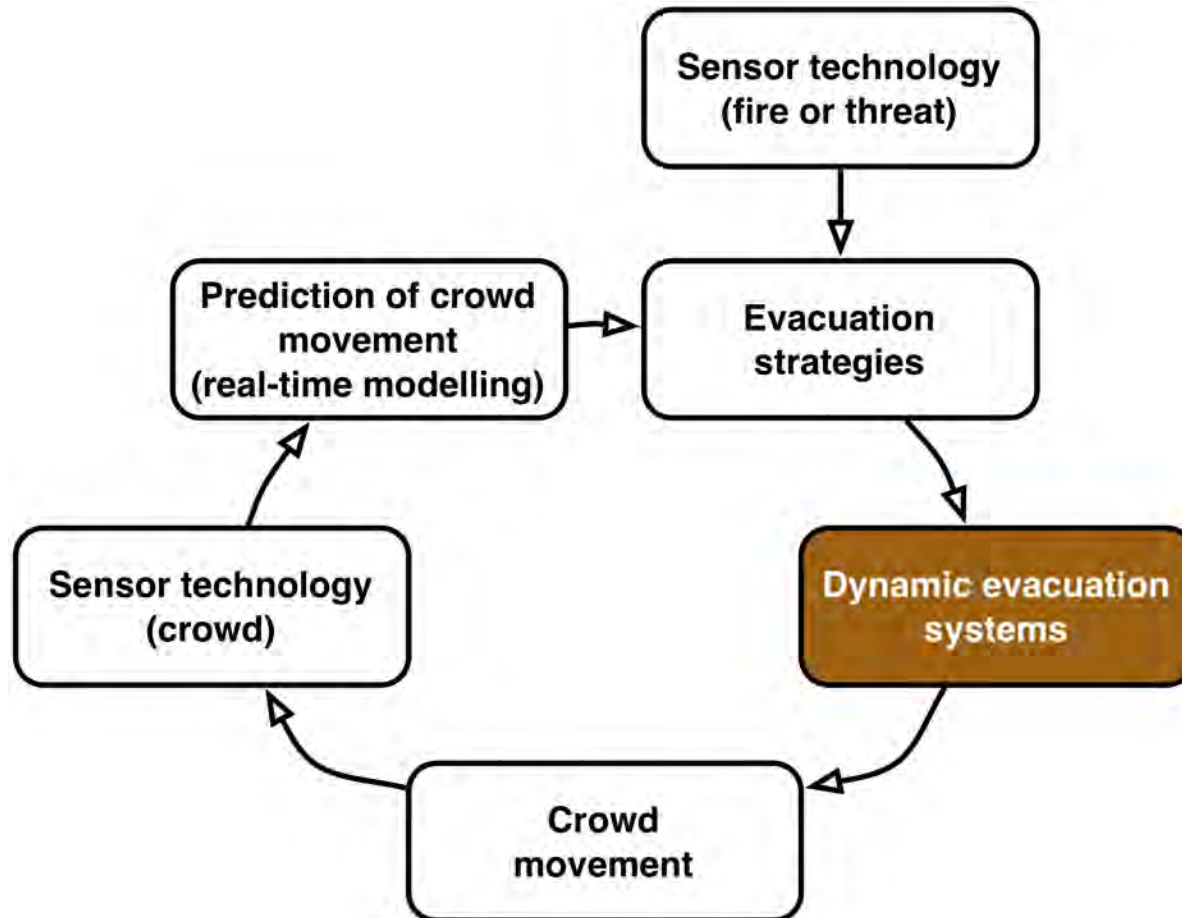 Sensor technology
(fire or threat)
Prediction of crowd
movement
(real-time modelling)
Evacuation
strategies
Sensor technology
(crowd)
Dynamic evacuation
systems
Crowd
movement